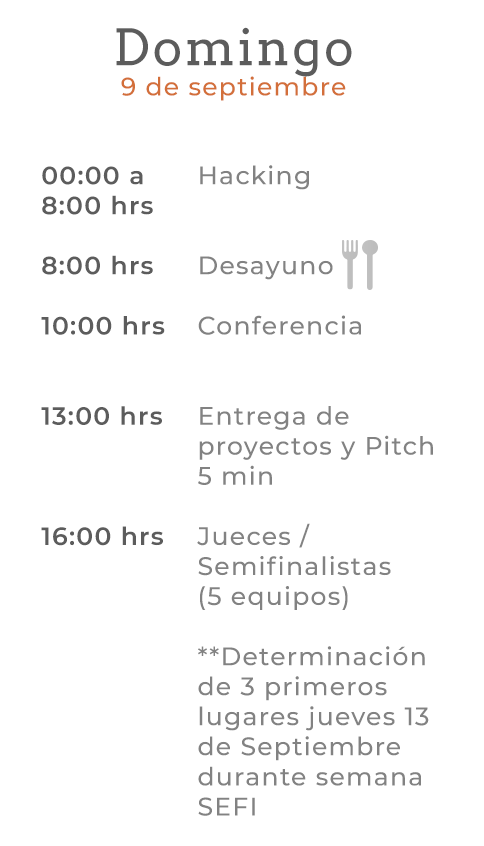 Domingo
9 de septiembre
00:00 a
8:00 hrs
Hacking
8:00 hrs
Desayuno
10:00 hrs
Conferencia
13:00 hrs
Entrega de
proyectos y Pitch
5 min
16:00 hrs
Jueces /
Semifinalistas
(5 equipos)
**Determinación
de 3 primeros
lugares jueves 13
de Septiembre
durante semana
SEFI